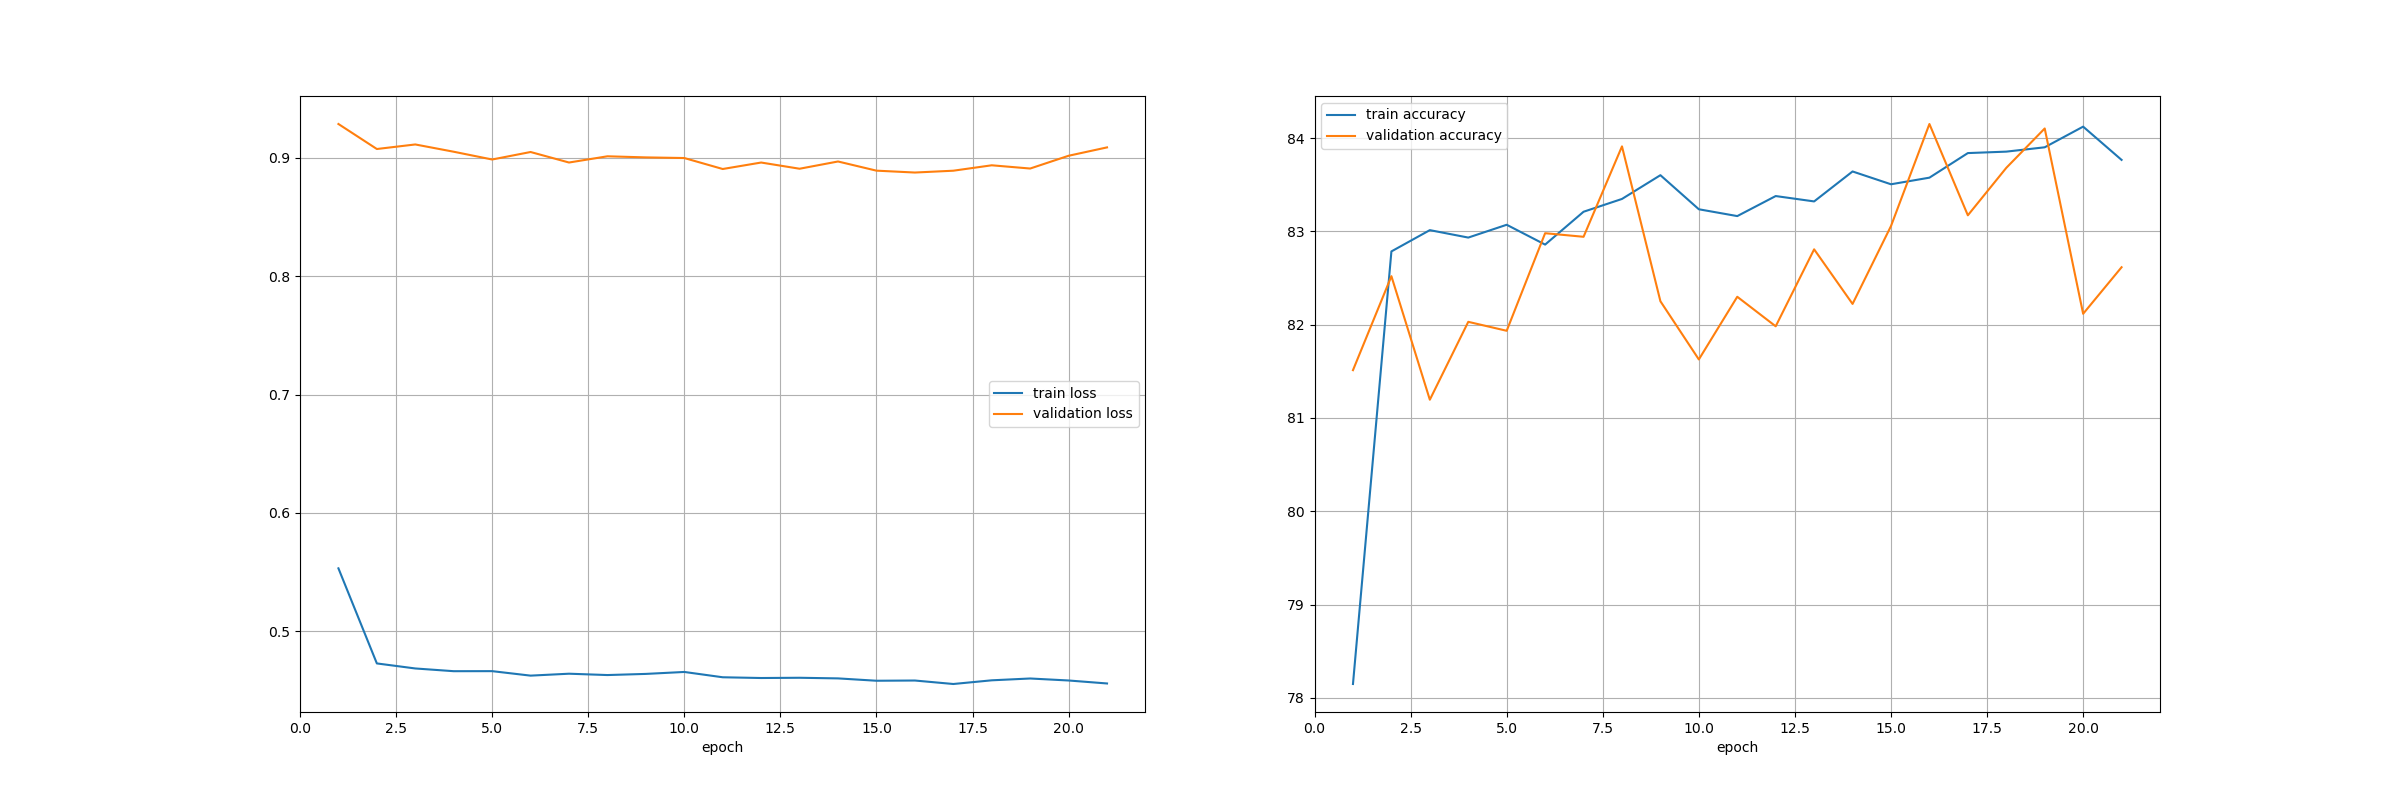 0.9
0.8
0.7
0.6
0.5
0.0 2.5 5.0 7.5 10.0 12.5 15.0 17.5 20.0
epoch
train loss
validation loss
train accuracy
validation accuracy
84
83
82
81
80
79
78
0.0 2.5 5.0 7.5 10.0 12.5 15.0 17.5 20.0
epoch